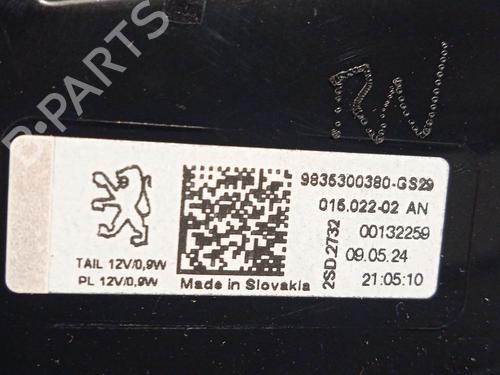 B-PARTS
RW
9835300380-GS29
015.022-02 AN
2SD.2732
00132259
09.05.24
21:05:10
TAIL 12V/0,9W
PL 12V/0,9W
Made in Slovakia